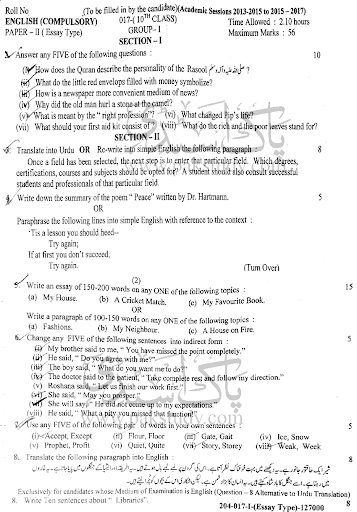 Roll No (To be filled in by the candidate)(Academic Sessions 2013-2015 to 2015 – 2017)
ENGLISH (COMPULSORY) 017-( 10TH CLASS) Time Allowed : 2.10 hours
PAPER – II ( Essay Type) GROUP – I Maximum Marks : 56
SECTION – I
2. Answer any FIVE of the following questions : 10
(i) How does the Quran describe the personality of the Rasool صلی اللہ علیہ وآلہ وسلم ?
(ii) What do the little red envelops filled with money symbolize?
(iii) How is a newspaper more convenient medium of news?
(iv) Why did the old man hurl a stone at the camel?
(v) What is meant by the " right profession"? (vi) What changed Pip's life?
(vii) What should your first aid kit consist of ? (viii) What do the rich and the poor leaves stand for?
SECTION – II
3. Translate into Urdu OR Re-write into simple English the following paragraph : 8
Once a field has been selected, the next step is to enter that particular field. Which degrees,
certifications, courses and subjects should be opted for? A student should also consult successful
students and professionals of that particular field.
4. Write down the summary of the poem " Peace" written by Dr. Hartmann. 5
OR
Paraphrase the following lines into simple English with reference to the context :
'Tis a lesson you should heed--
Try again;
If at first you don't succeed,
Try again. (Turn Over)
(2)
5. Write an essay of 150-200 words on any ONE of the following topics : 15
(a) My House. (b) A Cricket Match. (c) My Favourite Book.
OR
Write a paragraph of 100-150 words on any ONE of the following topics :
(a) Fashions. (b) My Neighbour. (c) A House on Fire.
6. Change any FIVE of the following sentences into indirect form : 5
(i) My brother said to me, " You have missed the point completely."
(ii) He said, " Do you agree with me?"
(iii) The boy said, " What do you want me to do?"
(iv) The doctor said to the patient, " Take complete rest and follow my direction."
(v) Roshana said, " Let us finish our work first."
(vi) She said, " May you prosper."
(vii) She will say, " He did not come up to my expectations."
(viii) He said, " What a pity you missed that function!"
7. Use any FIVE of the following pair of words in your own sentences : 5
(i) Accept, Except (ii) Flour, Floor (iii) Gate, Gait (iv) Ice, Snow
(v) Prophet, Profit (vi) Quiet, Quite (vii) Story, Storey (viii) Weak, Week
8. Translate the following paragraph into English : 8
Exclusively for candidates whose Medium of Examination is English (Question – 8 Alternative to Urdu Translation)
8. Write Ten sentences about " Libraries". 8
204-017-I-(Essay Type)-127000